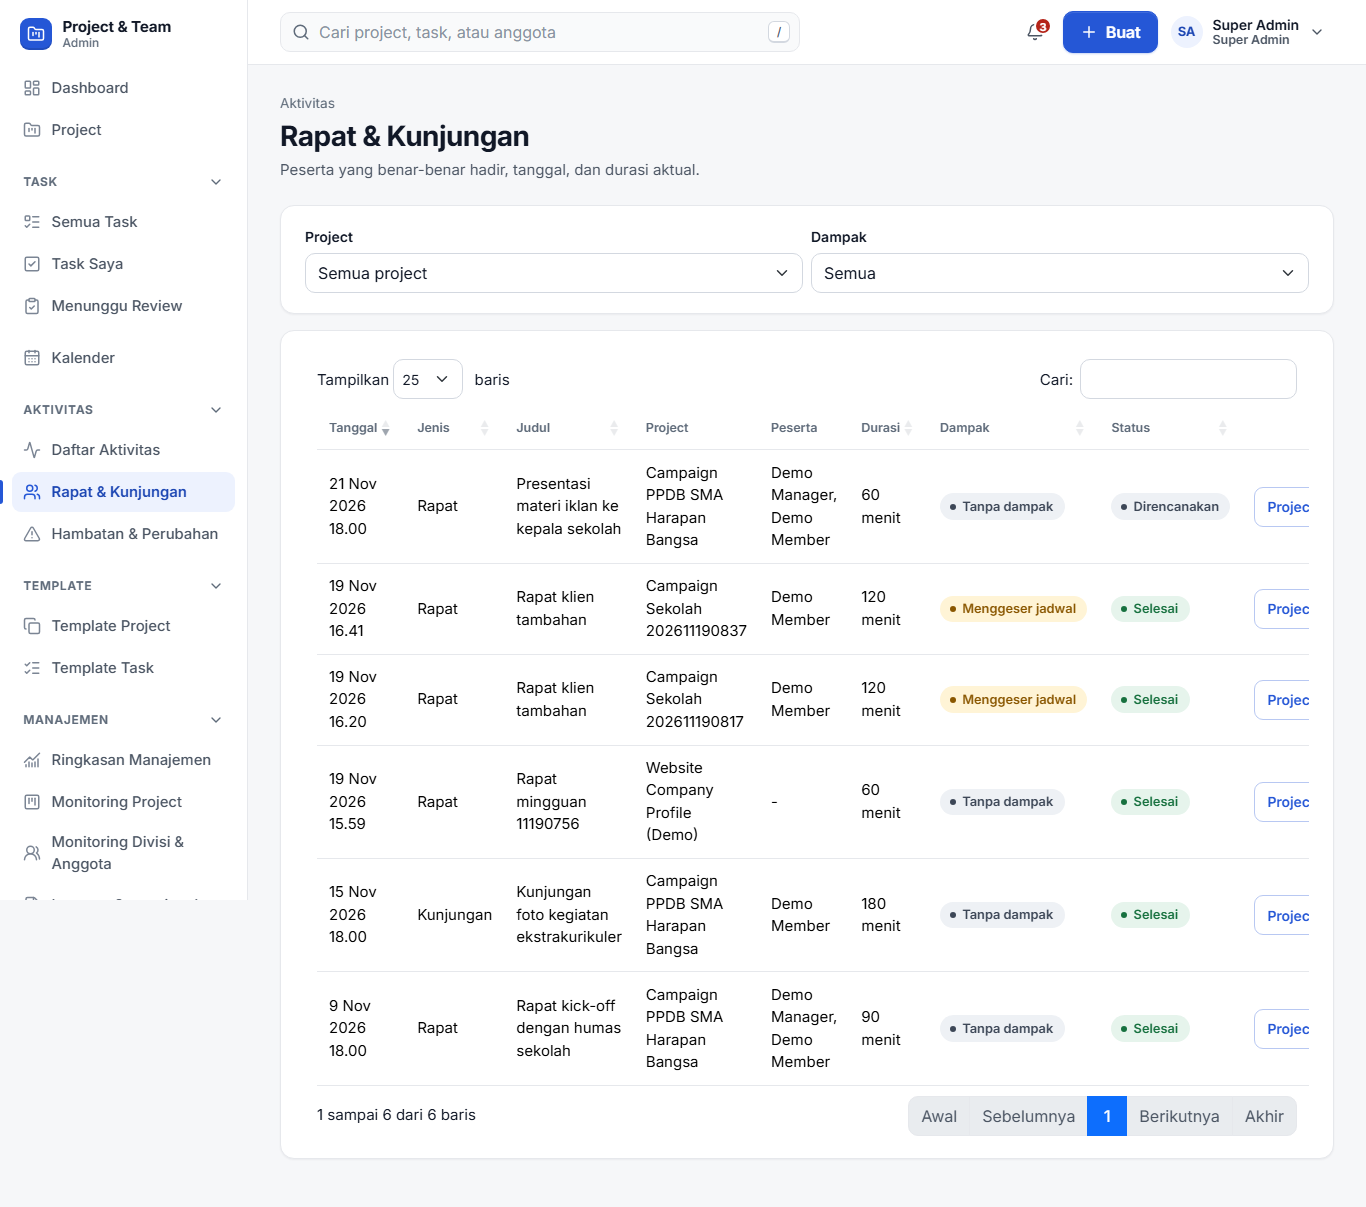 Project & Team
Admin
Dashboard
Project
TASK
Semua Task
Task Saya
Menunggu Review
Kalender
AKTIVITAS
Daftar Aktivitas
Rapat & Kunjungan
Hambatan & Perubahan
TEMPLATE
Template Project
Template Task
MANAJEMEN
Ringkasan Manajemen
Monitoring Project
Monitoring Divisi &
Anggota
Cari project, task, atau anggota
/
3
Buat
SA
Super Admin
Super Admin
Aktivitas
Rapat & Kunjungan
Peserta yang benar-benar hadir, tanggal, dan durasi aktual.
Project
Dampak
Semua project
Semua
Tampilkan 25 baris
Cari:
Tanggal Jenis Judul Project Peserta Durasi Dampak Status
21 Nov
2026
18.00
Rapat
Presentasi
materi iklan ke
kepala sekolah
Campaign
PPDB SMA
Harapan
Bangsa
Demo
Manager,
Demo
Member
60
menit
Tanpa dampak
Direncanakan
Projec
19 Nov
2026
16.41
Rapat
Rapat klien
tambahan
Campaign
Sekolah
202611190837
Demo
Member
120
menit
Menggeser jadwal
Selesai
Projec
19 Nov
2026
16.20
Rapat
Rapat klien
tambahan
Campaign
Sekolah
202611190817
Demo
Member
120
menit
Menggeser jadwal
Selesai
Projec
19 Nov
2026
15.59
Rapat
Rapat
mingguan
11190756
Website
Company
Profile
(Demo)
-
60
menit
Tanpa dampak
Selesai
Projec
15 Nov
2026
18.00
Kunjungan
Kunjungan
foto kegiatan
ekstrakurikuler
Campaign
PPDB SMA
Harapan
Bangsa
Demo
Member
180
menit
Tanpa dampak
Selesai
Projec
9 Nov
2026
18.00
Rapat
Rapat kick-off
dengan humas
sekolah
Campaign
PPDB SMA
Harapan
Bangsa
Demo
Manager,
Demo
Member
90
menit
Tanpa dampak
Selesai
Projec
1 sampai 6 dari 6 baris
Awal Sebelumnya 1 Berikutnya Akhir